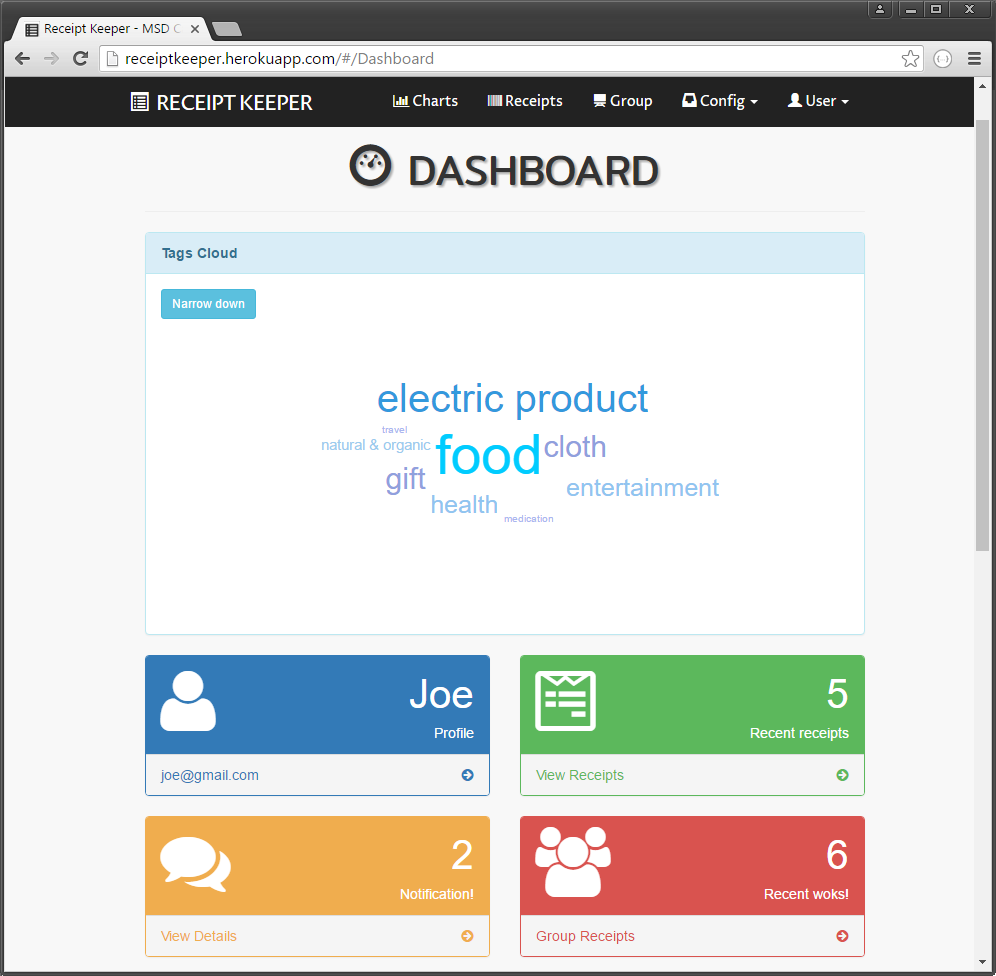 Receipt Keeper - MSD C
receiptkeeper.herokuapp.com/#/Dashboard
RECEIPT KEEPER Charts Receipts Group Config User
DASHBOARD
Tags Cloud
Narrow down
electric product
travel
natural & organic food cloth
gift
entertainment
health
medication
Joe
Profile
joe@gmail.com
5
Recent receipts
View Receipts
2
Notification!
View Details
6
Recent woks!
Group Receipts